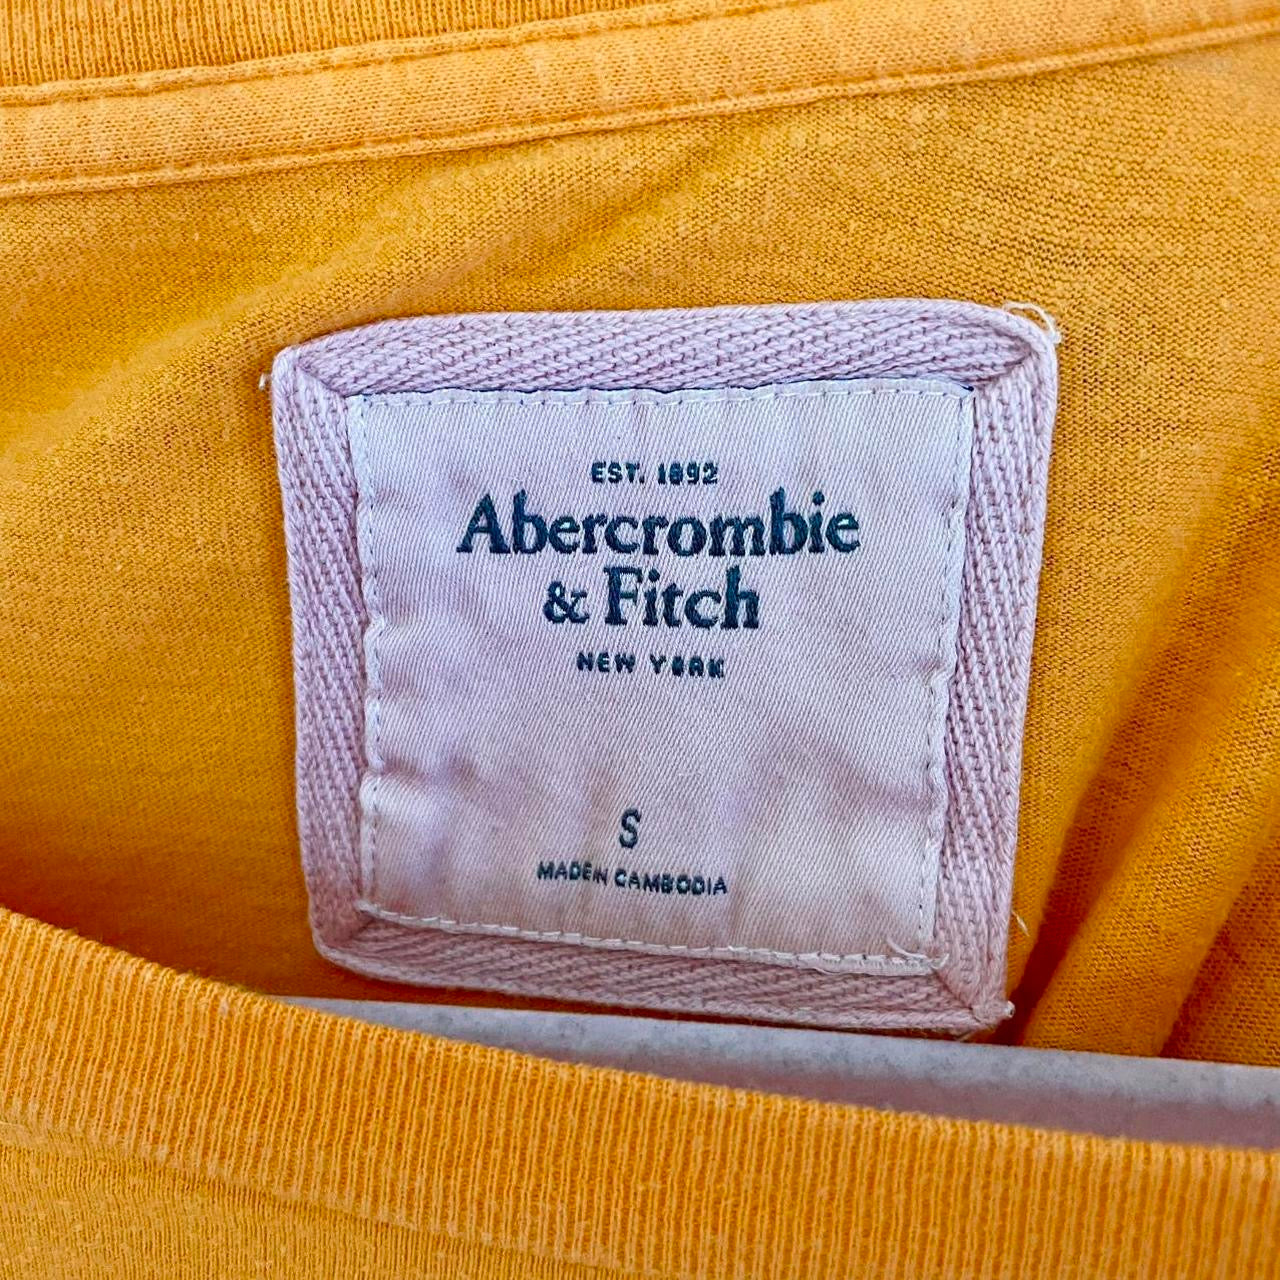 EST. 1892
Abercrombie
& Fitch
NEW YORK
S
MADE IN CAMBODIA